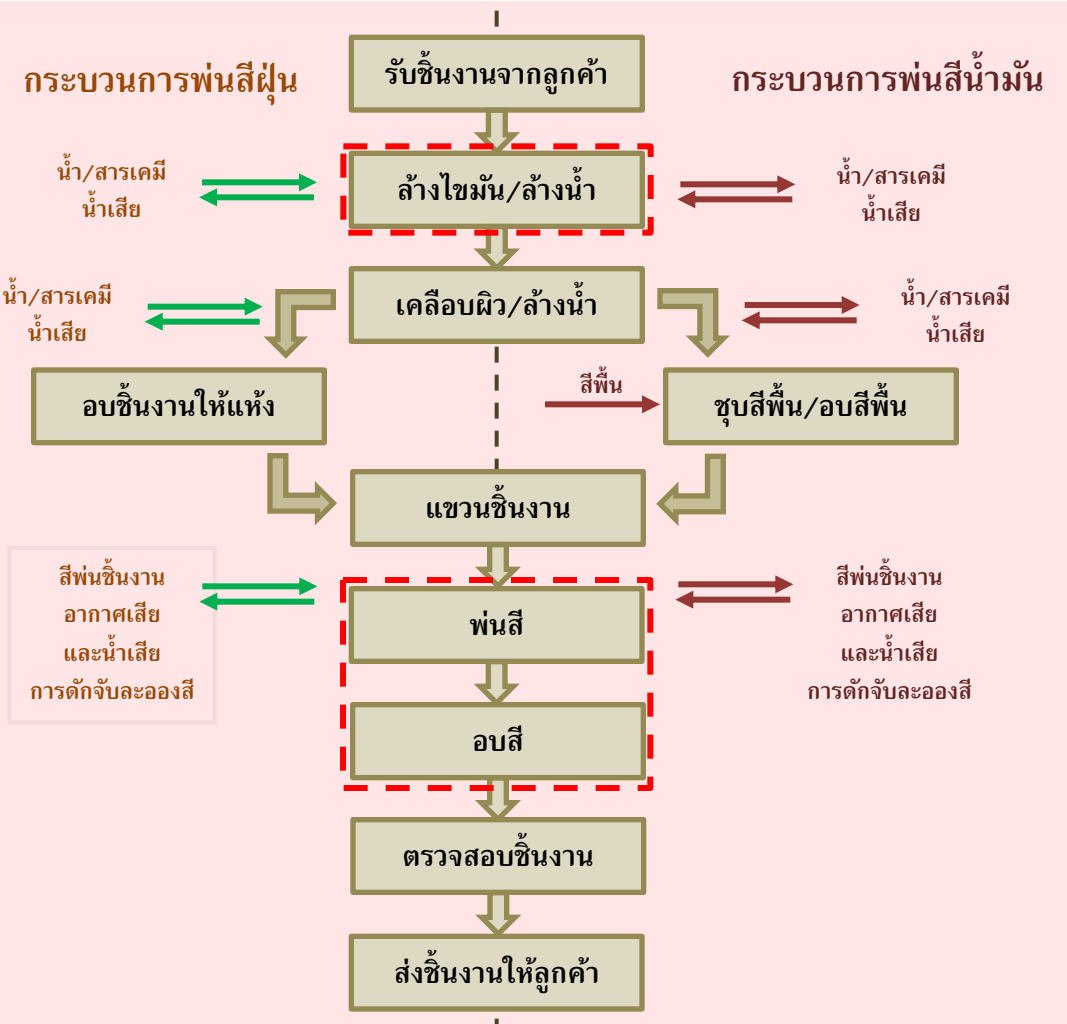 กระบวนการพ่นสีฝุ่น
รับชิ้นงานจากลูกค้า
กระบวนการพ่นสีน้ำมัน
น้ำ/สารเคมี
น้ำเสีย
ล้างไขมัน/ล้างน้ำ
น้ำ/สารเคมี
น้ำเสีย
น้ำ/สารเคมี
น้ำเสีย
เคลือบผิว/ล้างน้ำ
น้ำ/สารเคมี
น้ำเสีย
อบชิ้นงานให้แห้ง
สีพื้น
ชุบสีพื้น/อบสีพื้น
แขวนชิ้นงาน
สีพ่นชิ้นงาน
อากาศเสีย
และน้ำเสีย
การดักจับละอองสี
พ่นสี
สีพ่นชิ้นงาน
อากาศเสีย
และน้ำเสีย
การดักจับละอองสี
อบสี
ตรวจสอบชิ้นงาน
ส่งชิ้นงานให้ลูกค้า